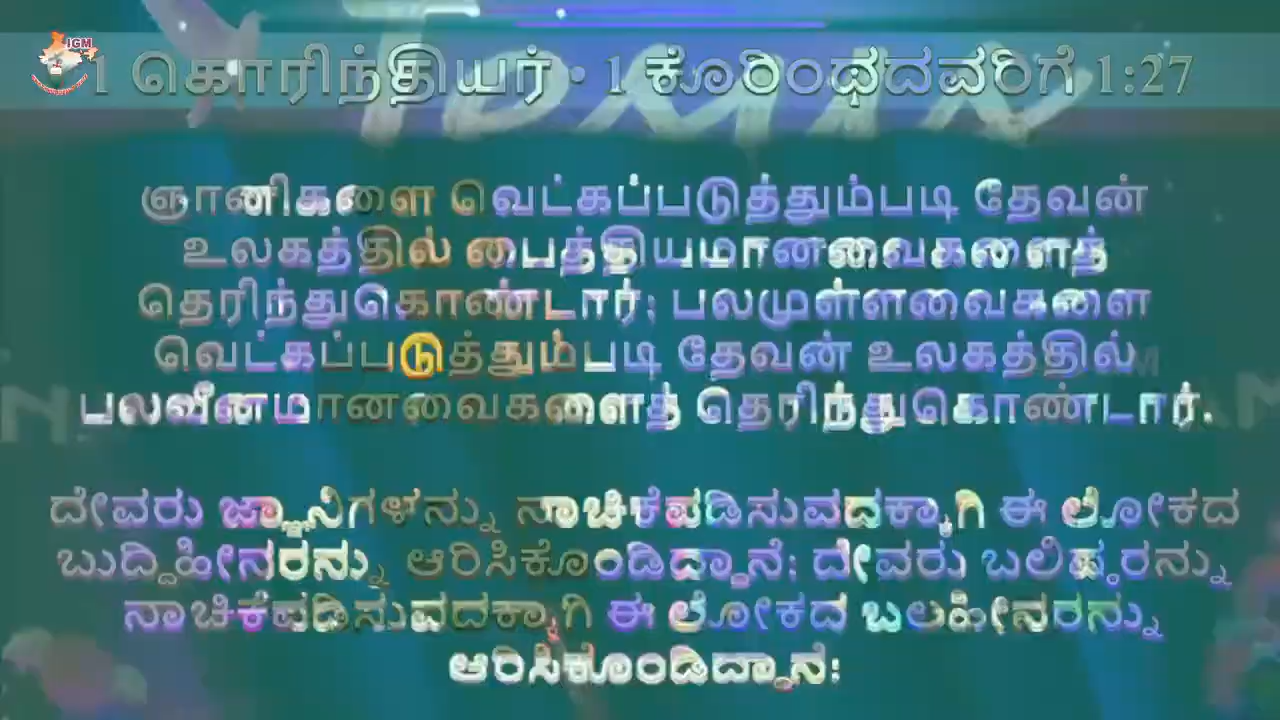 IGM
1 கொரிந்தியர் • 1 ಕೊರಿಂಥದವರಿಗೆ 1:27
ஞானிகளை வெட்கப்படுத்தும்படி தேவன்
உலகத்தில் பைத்தியமானவைகளைத்
தெரிந்துகொண்டார்; பலமுள்ளவைகளை
வெட்கப்படுத்தும்படி தேவன் உலகத்தில்
பலவீனமானவைகளைத் தெரிந்துகொண்டார்.
ದೇವರು ಜ್ಞಾನಿಗಳನ್ನು ನಾಚಿಕೆಪಡಿಸುವದಕ್ಕಾಗಿ ಈ ಲೋಕದ
ಬುದ್ದಿಹೀನರನ್ನು ಆರಿಸಿಕೊಂಡಿದ್ದಾನೆ; ದೇವರು ಬಲಿಷ್ಠರನ್ನು
ನಾಚಿಕೆಪಡಿಸುವದಕ್ಕಾಗಿ ಈ ಲೋಕದ ಬಲಹೀನರನ್ನು
ಆರಿಸಿಕೊಂಡಿದ್ದಾನೆ;